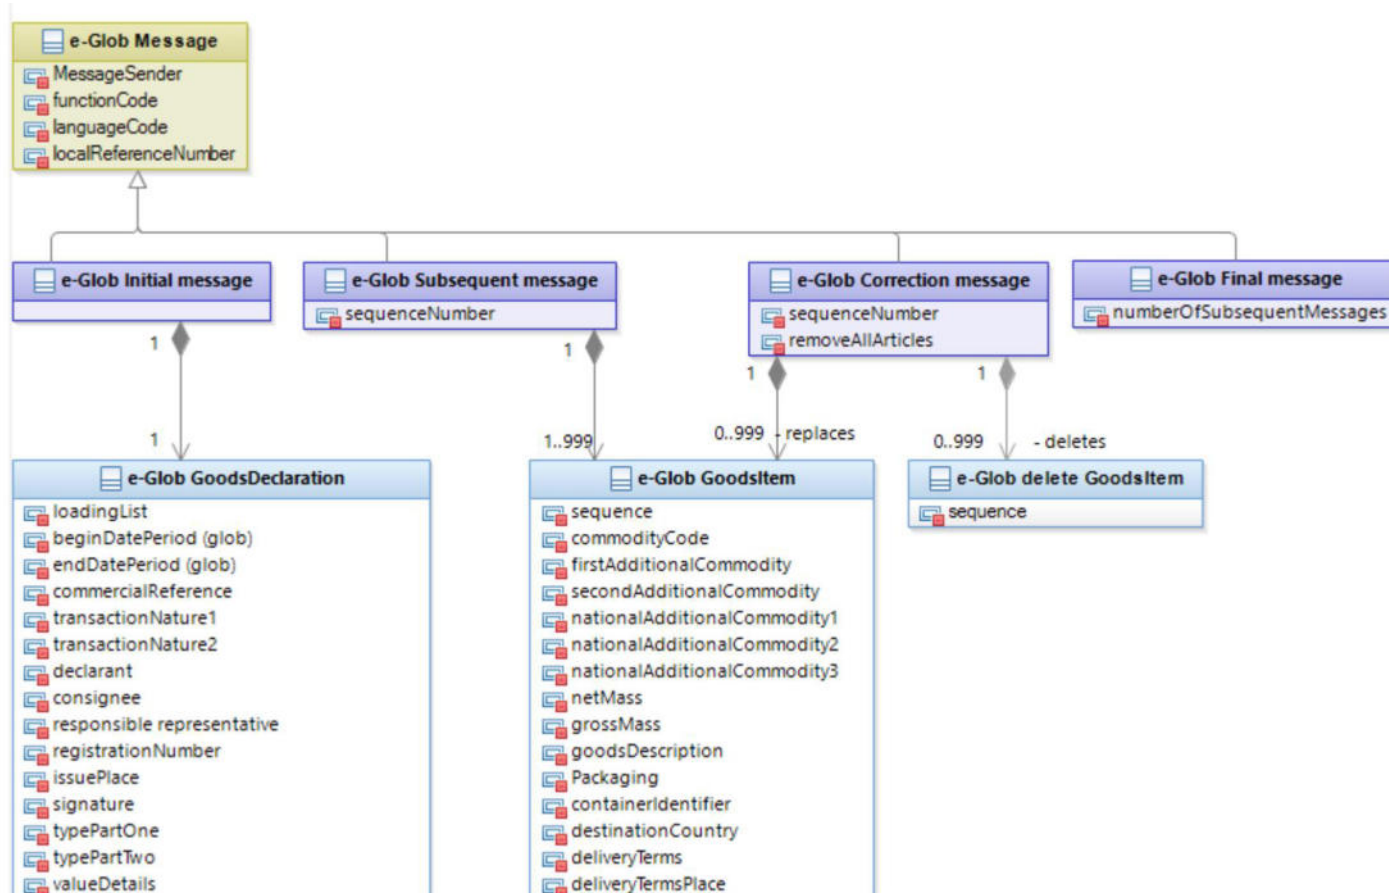 e-Glob Message
MessageSender
functionCode
languageCode
localReferenceNumber
e-Glob Initial message
e-Glob Subsequent message
sequenceNumber
e-Glob Correction message
sequenceNumber
removeAllArticles
e-Glob Final message
numberOfSubsequentMessages
1
1
1
1
1
1..999
0..999 - replaces
0..999 - deletes
e-Glob GoodsDeclaration
loadingList
beginDatePeriod (glob)
endDatePeriod (glob)
commercialReference
transactionNature1
transactionNature2
declarant
consignee
responsible representative
registrationNumber
issuePlace
signature
typePartOne
typePartTwo
valueDetails
e-Glob GoodsItem
sequence
commodityCode
firstAdditionalCommodity
secondAdditionalCommodity
nationalAdditionalCommodity1
nationalAdditionalCommodity2
nationalAdditionalCommodity3
netMass
grossMass
goodsDescription
Packaging
containerIdentifier
destinationCountry
deliveryTerms
deliveryTermsPlace
e-Glob delete GoodsItem
sequence